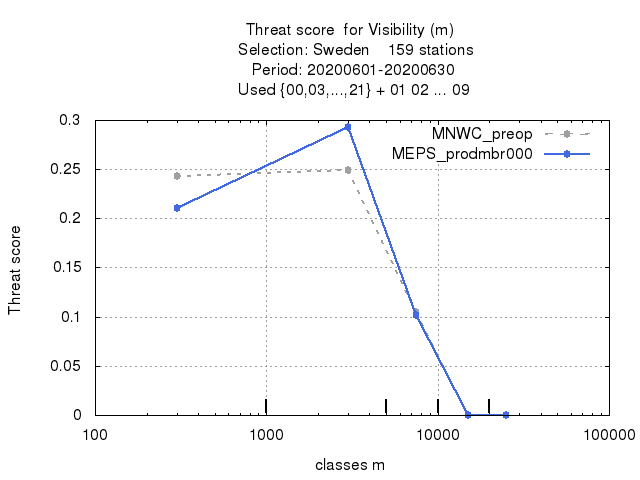 Threat score  for Visibility (m)
Selection: Sweden    159 stations
Period: 20200601-20200630
Used {00,03,...,21} + 01 02 ... 09
MNWC_preop
MEPS_prodmbr000
Threat score
0.3
0.25
0.2
0.15
0.1
0.05
0
100 1000 10000 100000
classes m